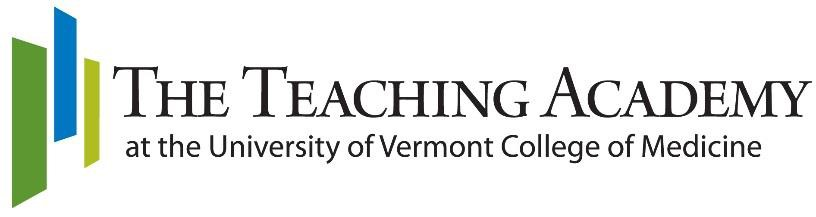 THE TEACHING ACADEMY
at the University of Vermont College of Medicine